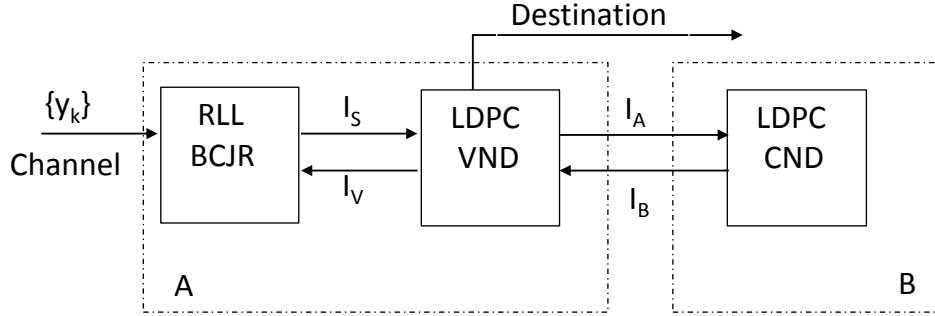 Destination
{y_k}
Channel
RLL
BCJR
I_S
I_V
LDPC
VND
I_A
I_B
LDPC
CND
A
B